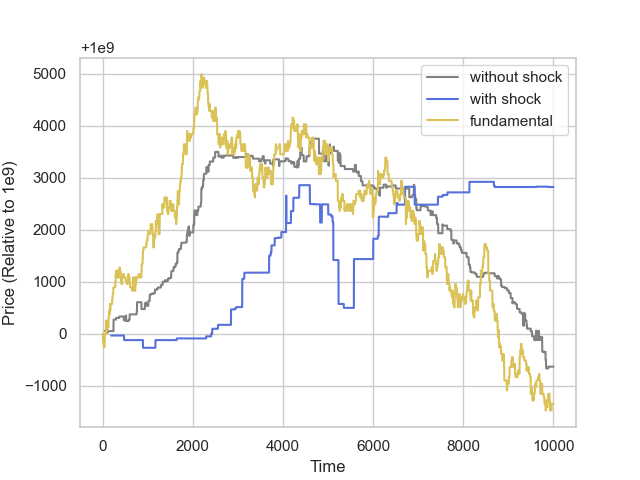 +1e9
without shock
with shock
fundamental
5000
4000
3000
2000
1000
0
−1000
Price (Relative to 1e9)
0 2000 4000 6000 8000 10000
Time